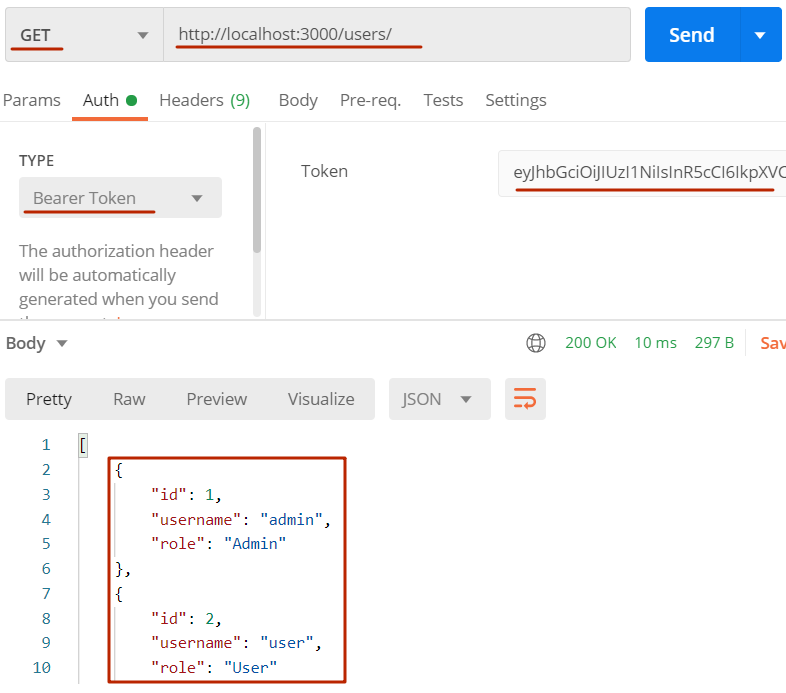 GET http://localhost:3000/users/ Send
Params Auth Headers (9) Body Pre-req. Tests Settings
TYPE
Bearer Token
The authorization header
will be automatically
generated when you send
Token eyJhbGciOiJIUzI1NiIsInR5cCI6IkpXVC
Body 200 OK 10 ms 297 B Sav
Pretty Raw Preview Visualize JSON
1 [
2 {
3 "id": 1,
4 "username": "admin",
5 "role": "Admin"
6 },
7 {
8 "id": 2,
9 "username": "user",
10 "role": "User"